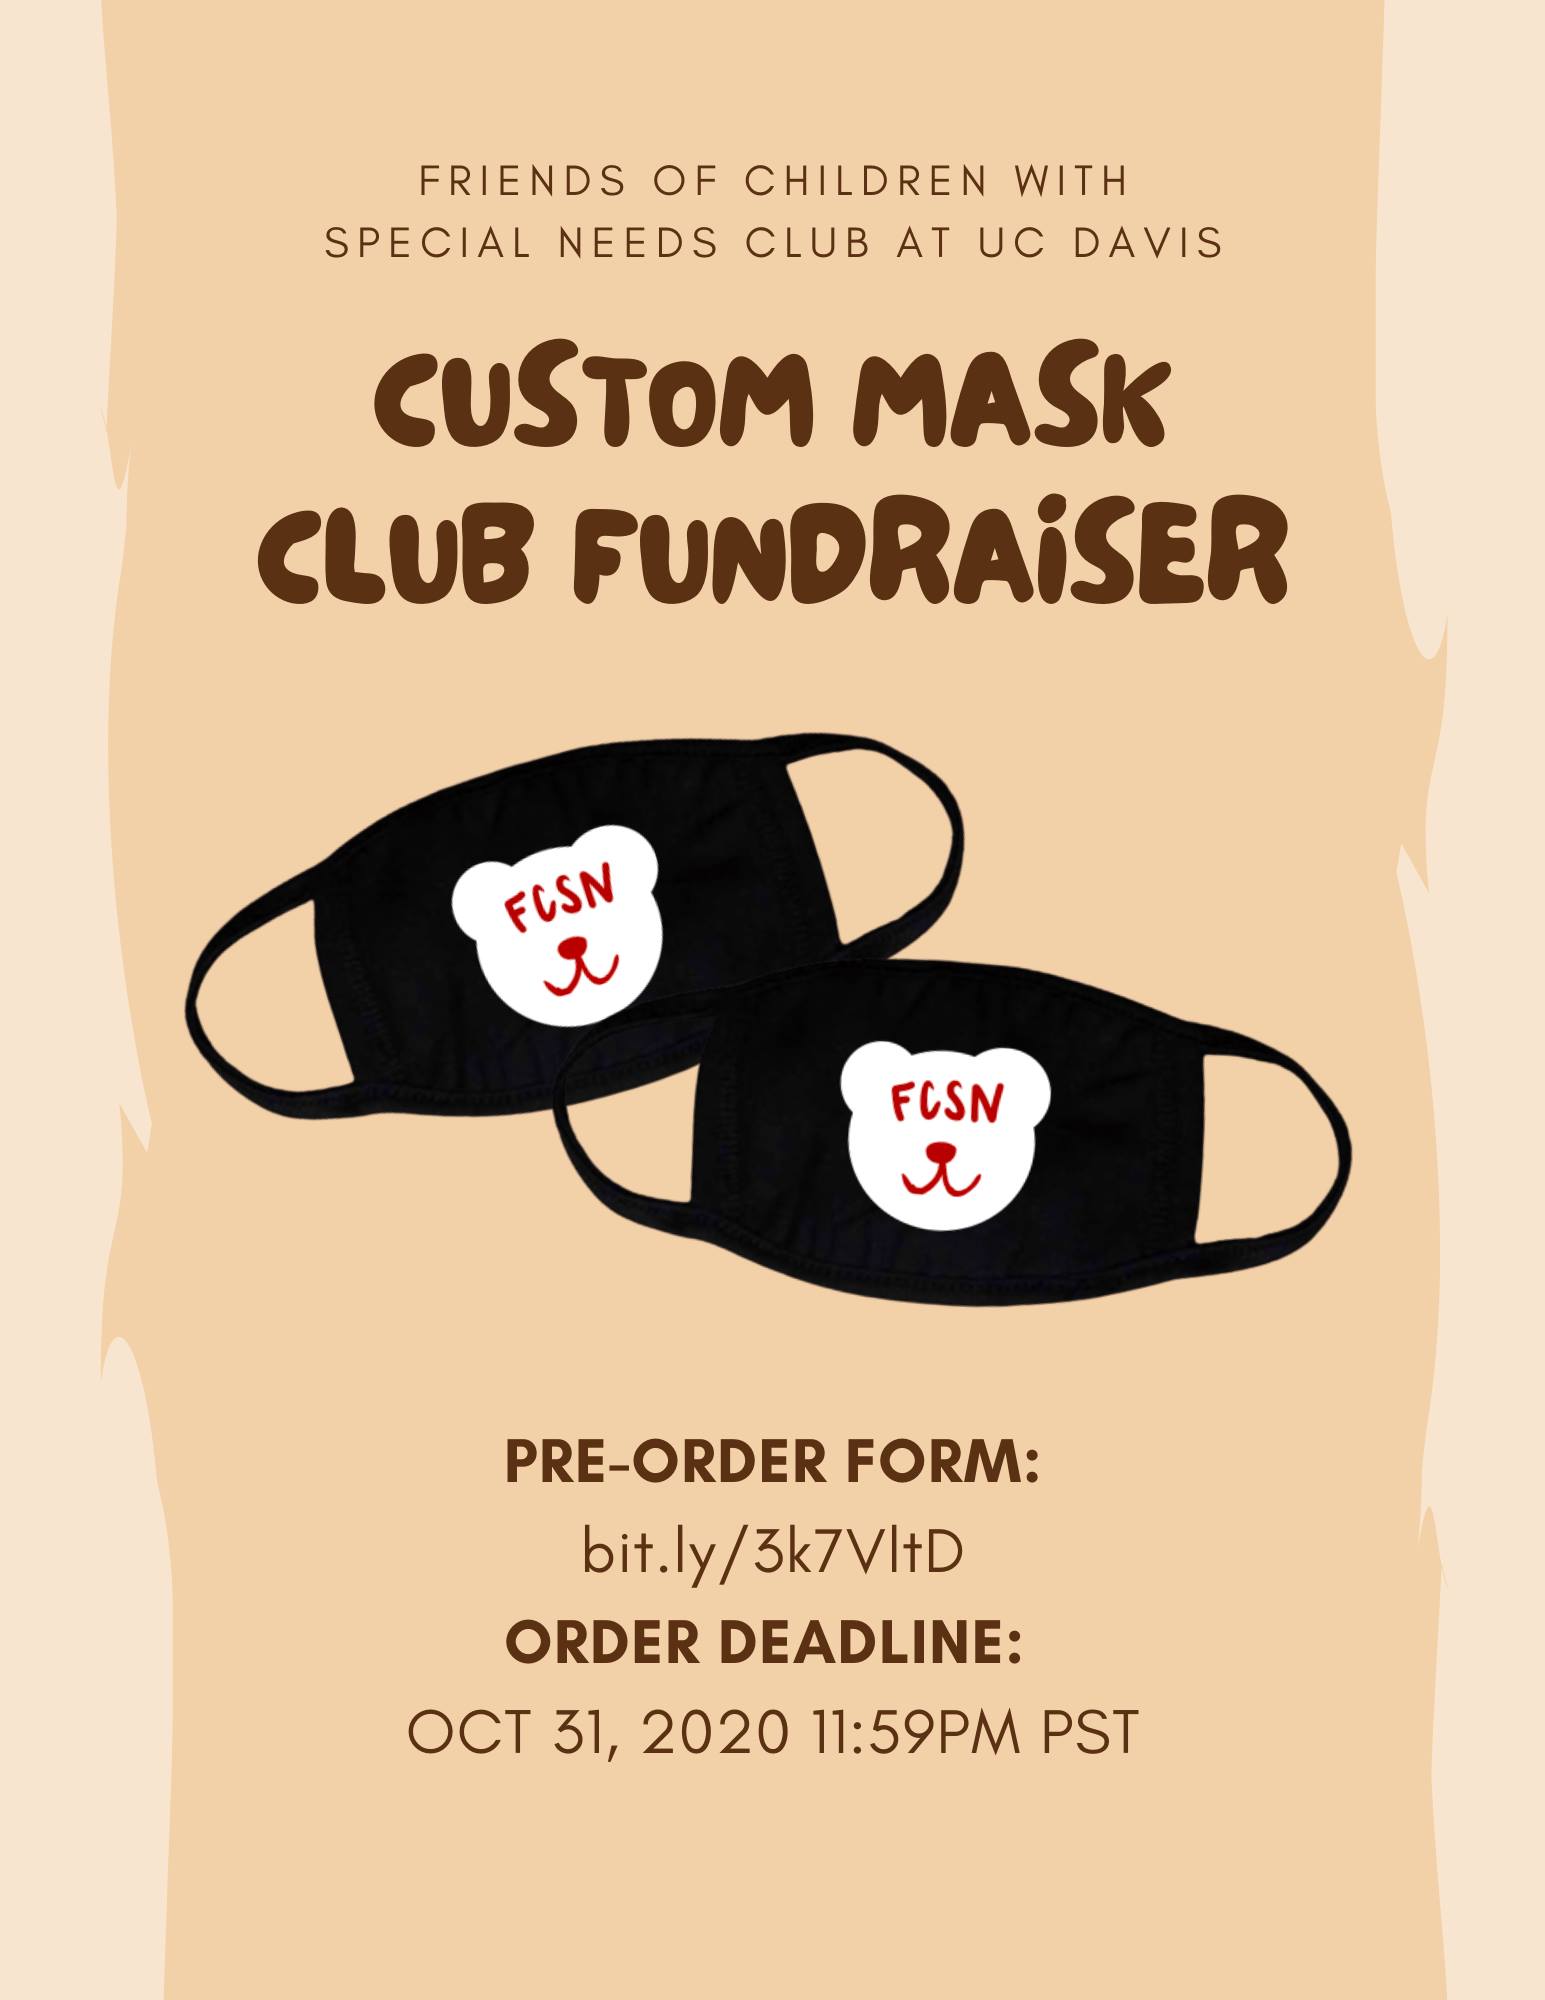 FRIENDS OF CHILDREN WITH
SPECIAL NEEDS CLUB AT UC DAVIS
CUSTOM MASK
CLUB FUNDRAISER
FCSN
FCSN
PRE-ORDER FORM:
bit.ly/3k7VltD
ORDER DEADLINE:
OCT 31, 2020 11:59PM PST